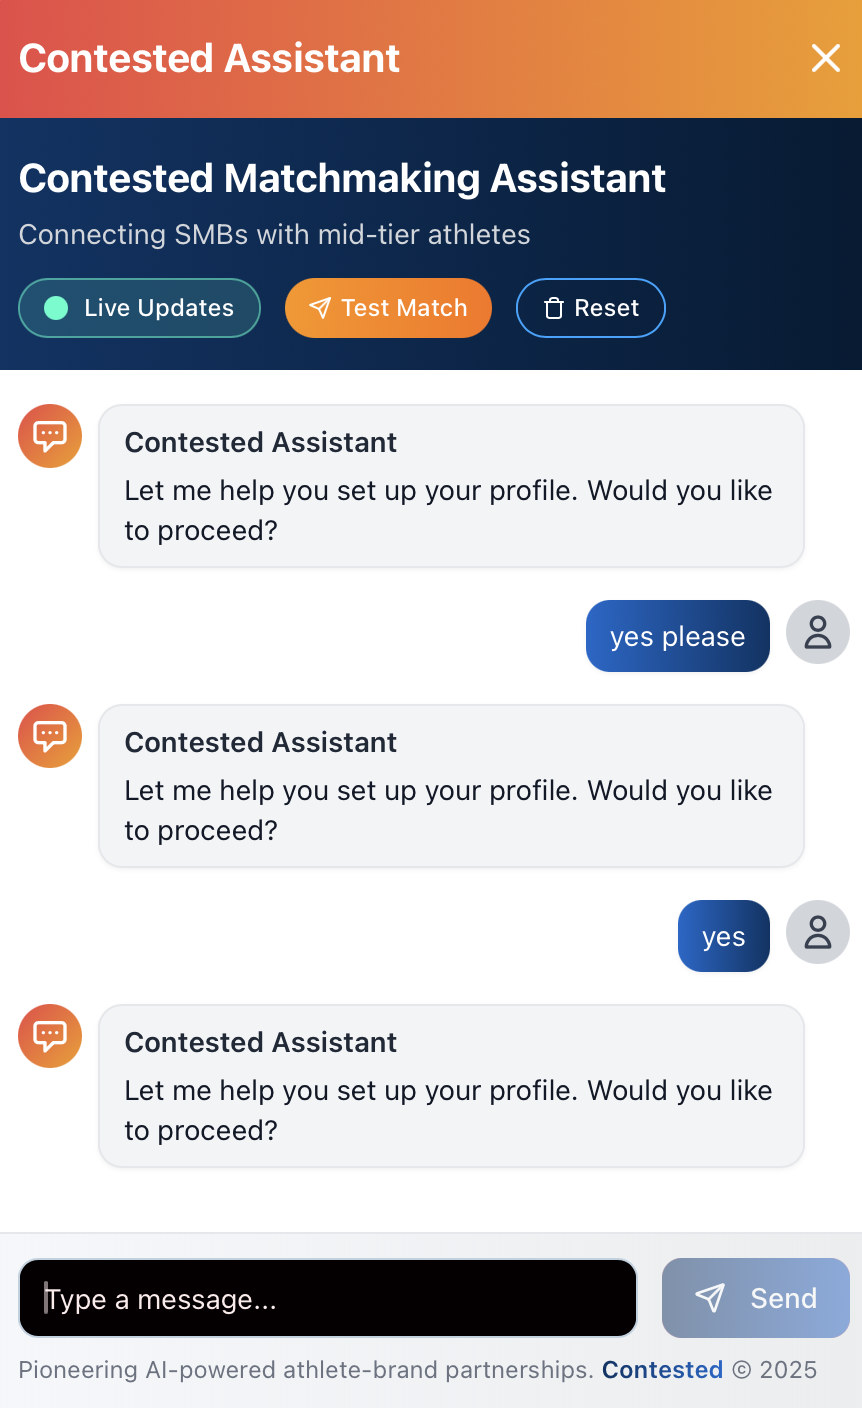 Contested Assistant
Contested Matchmaking Assistant
Connecting SMBs with mid-tier athletes
Live Updates
Test Match
Reset
Contested Assistant
Let me help you set up your profile. Would you like
to proceed?
yes please
Contested Assistant
Let me help you set up your profile. Would you like
to proceed?
yes
Contested Assistant
Let me help you set up your profile. Would you like
to proceed?
Type a message...
Send
Pioneering AI-powered athlete-brand partnerships. Contested © 2025